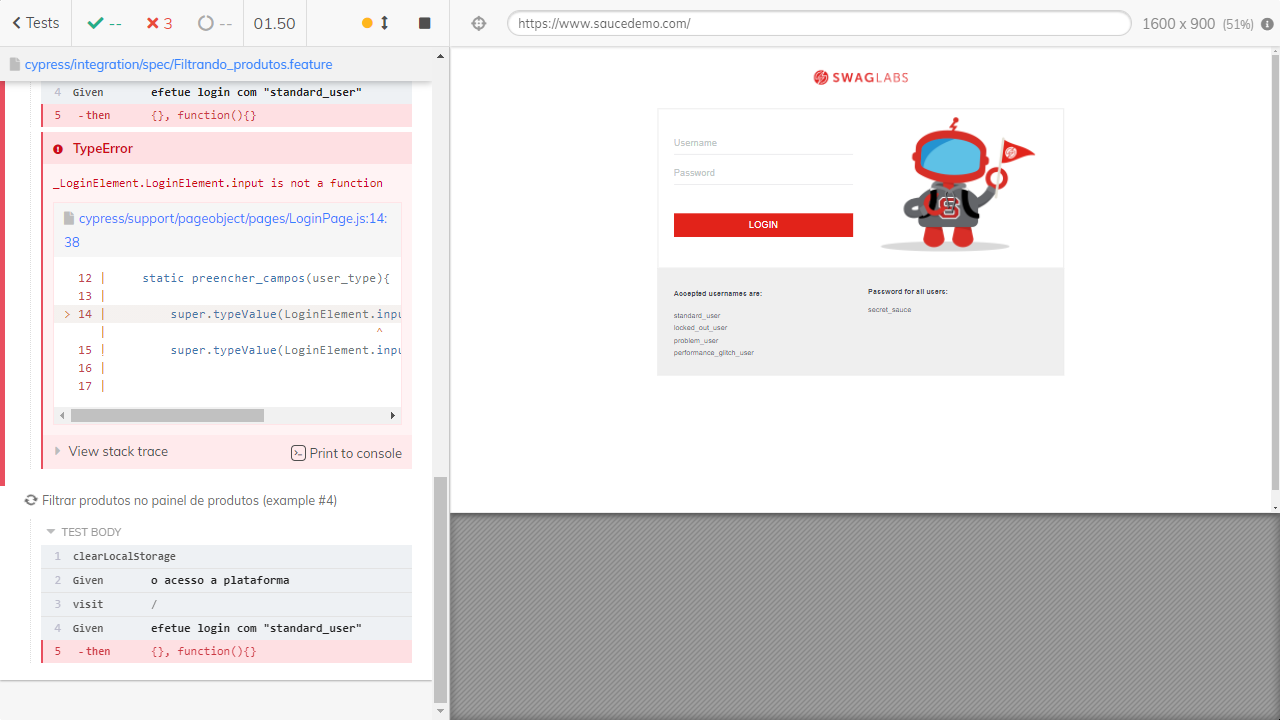 Tests
--
3
--
01.50
https://www.saucedemo.com/
1600 x 900 (51%)
cypress/integration/spec/Filtrando_produtos.feature
4 Given efetue login com "standard_user"
5 -then {}, function(){}
TypeError
_LoginElement.LoginElement.input is not a function
cypress/support/pageobject/pages/LoginPage.js:14:
38
12 | static preencher_campos(user_type){
13 |
> 14 | super.typeValue(LoginElement.inpu
| ^
15 | super.typeValue(LoginElement.inpu
16 |
17 |
View stack trace
Print to console
Filtrar produtos no painel de produtos (example #4)
TEST BODY
1 clearLocalStorage
2 Given o acesso a plataforma
3 visit /
4 Given efetue login com "standard_user"
5 -then {}, function(){}
SWAGLABS
Username
Password
LOGIN
Accepted usernames are:
standard_user
locked_out_user
problem_user
performance_glitch_user
Password for all users:
secret_sauce